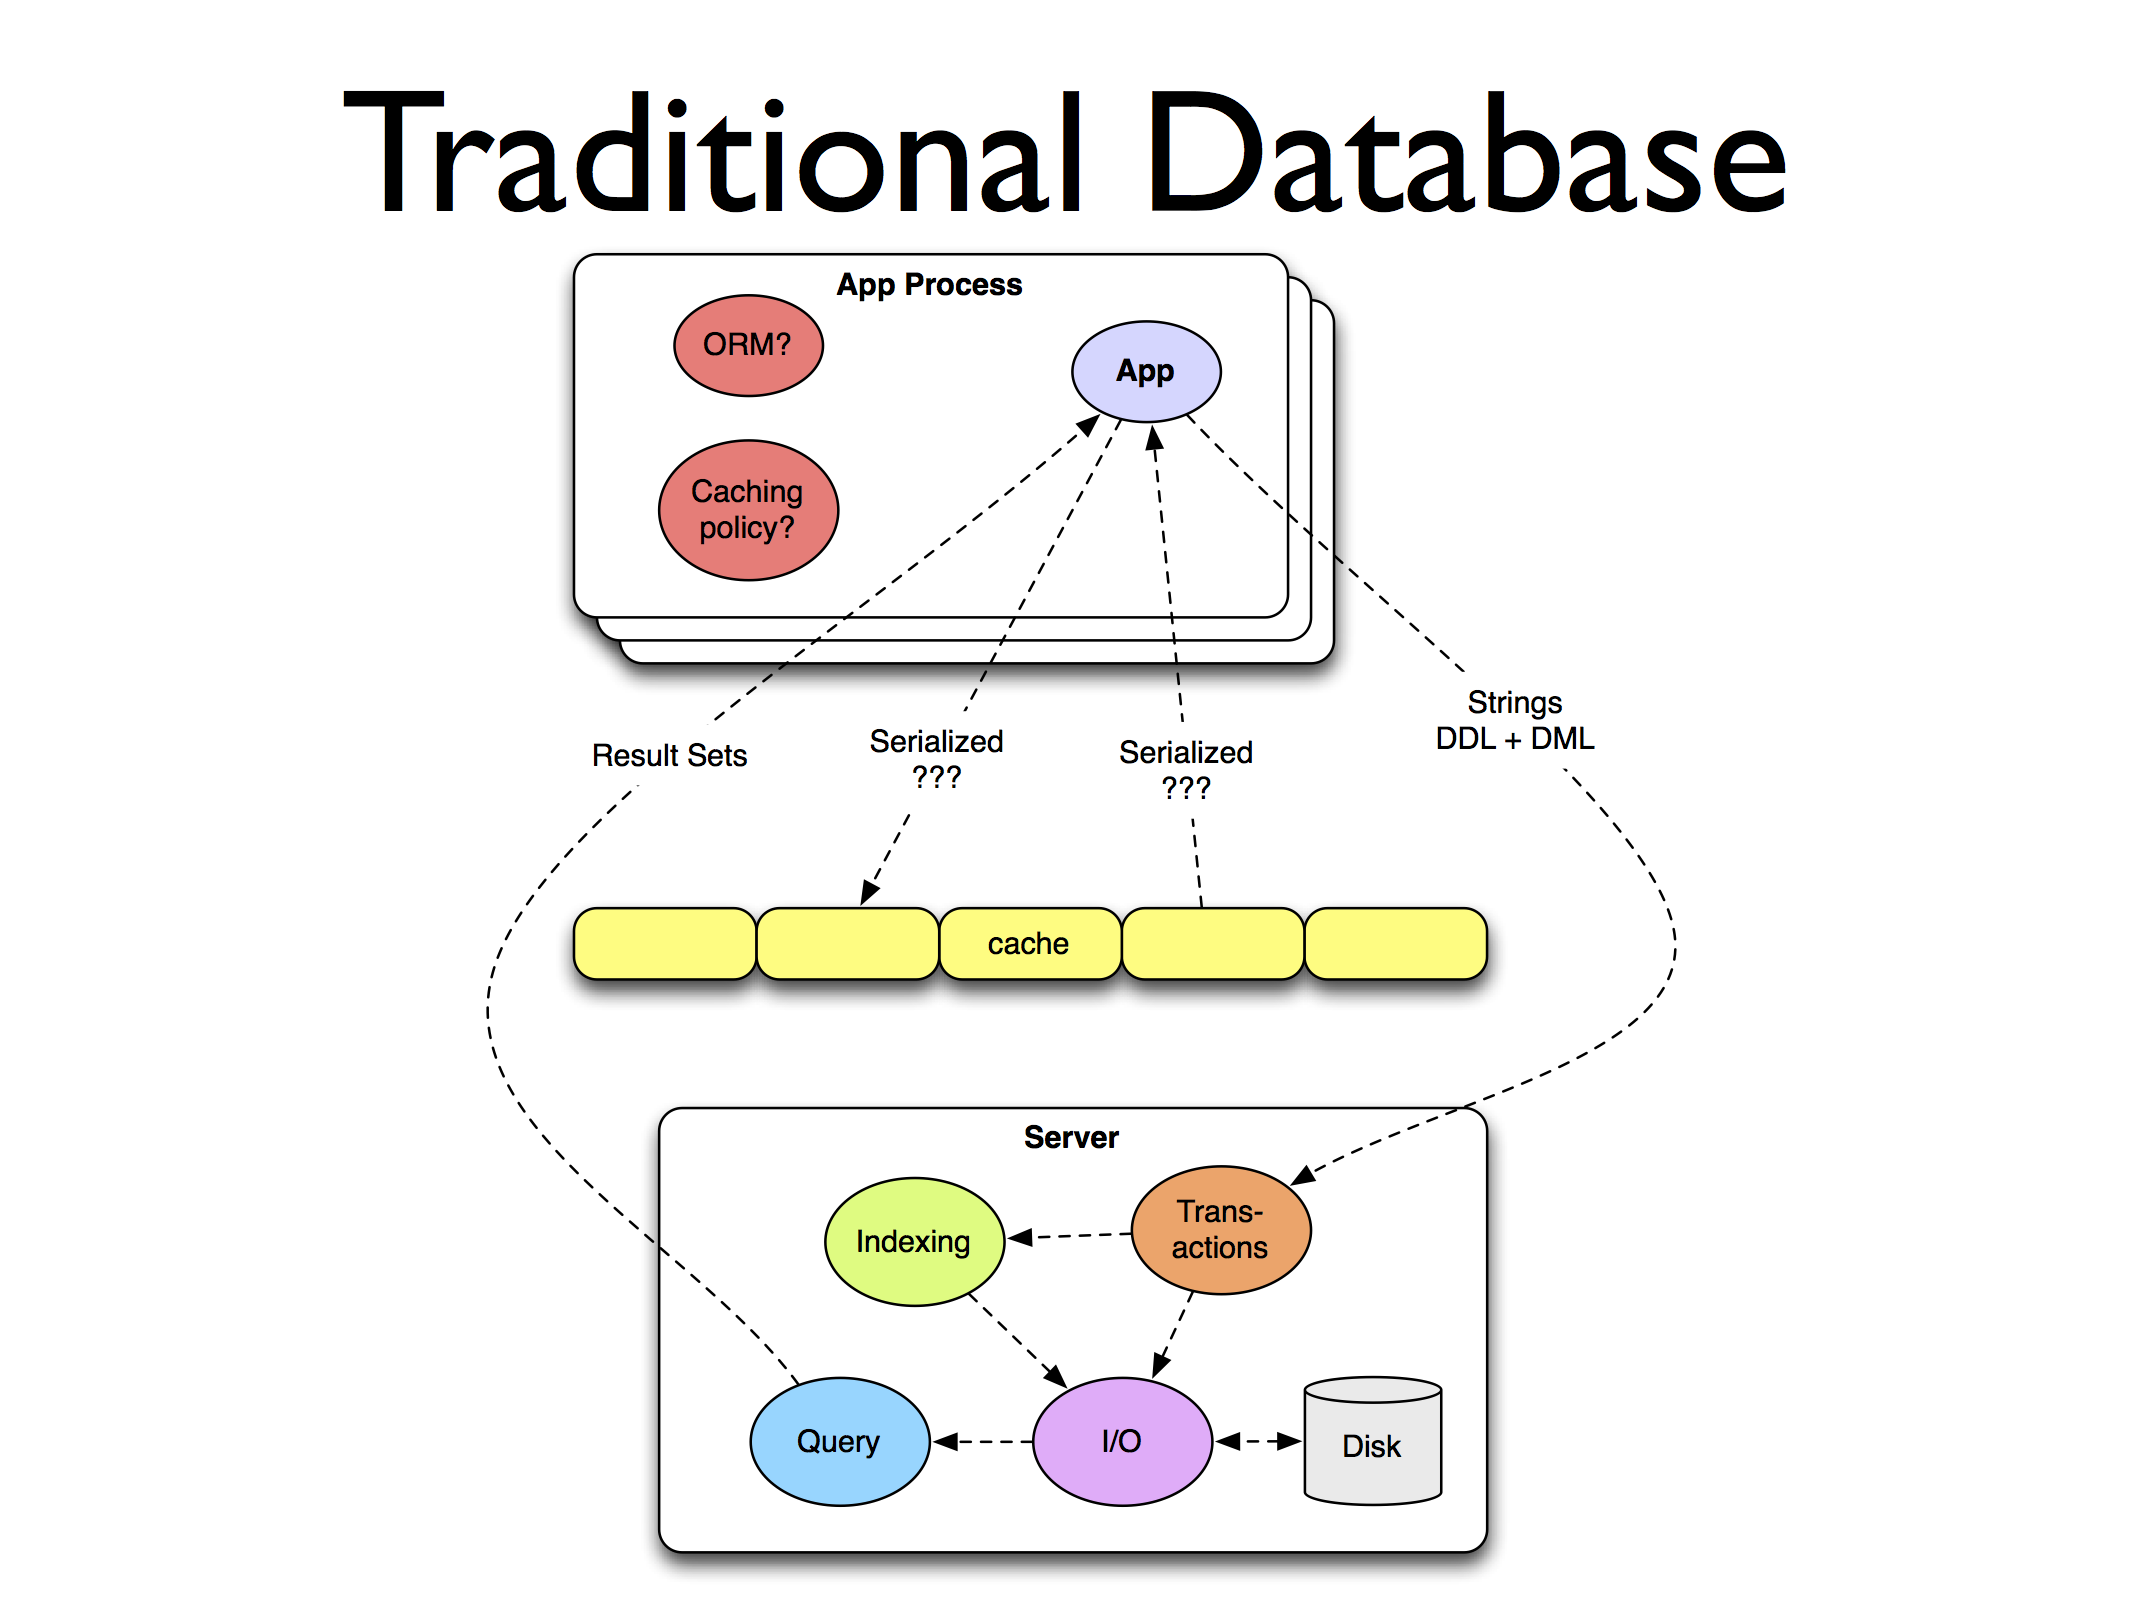 Traditional Database
App Process
ORM?
App
Caching
policy?
Result Sets
Serialized
???
Serialized
???
Strings
DDL + DML
cache
Server
Indexing
Trans-
actions
Query
I/O
Disk